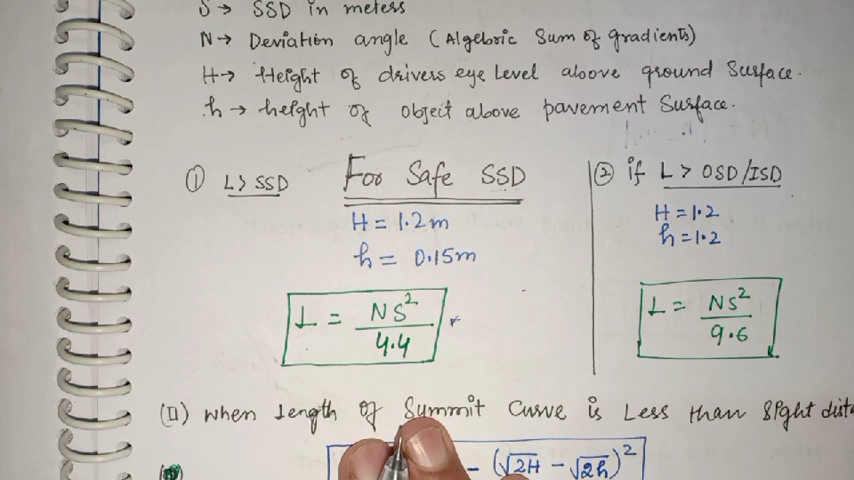 S → SSD in meters
N → Deviation angle (Algebric Sum of gradients)
H → Height of drivers eye Level above ground Surface.
h → height of object above pavement Surface.
① L > SSD For Safe SSD
H = 1.2 m
h = 0.15m
L = NS²/4.4
② if L > OSD/ISD
H = 1.2
h = 1.2
L = NS²/9.6
(II) When Length of Summit Curve is Less than Sight dista
- (√2H - √2h)²